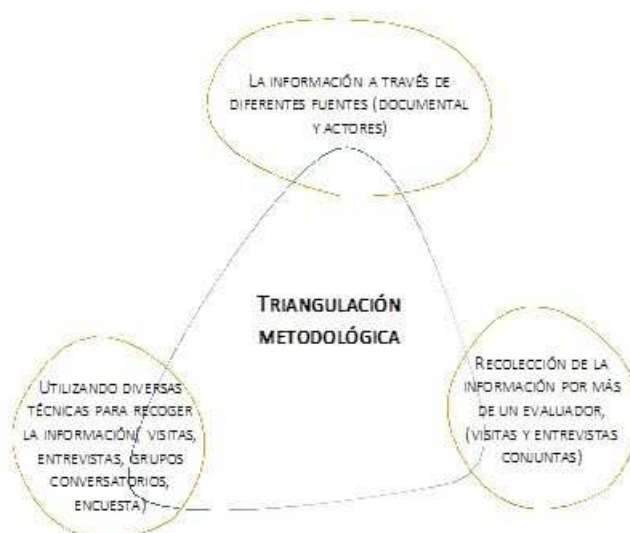 LA INFORMACIÓN A TRAVÉS DE
DIFERENTES FUENTES (DOCUMENTAL
Y ACTORES)
TRIANGULACIÓN
METODOLÓGICA
UTILIZANDO DIVERSAS
TÉCNICAS PARA RECOGER
LA INFORMACIÓN( VISITAS,
ENTREVISTAS, GRUPOS
CONVERSATORIOS,
ENCUESTA)
RECOLECCIÓN DE LA
INFORMACIÓN POR MÁS
DE UN EVALUADOR,
(VISITAS Y ENTREVISTAS
CONJUNTAS)